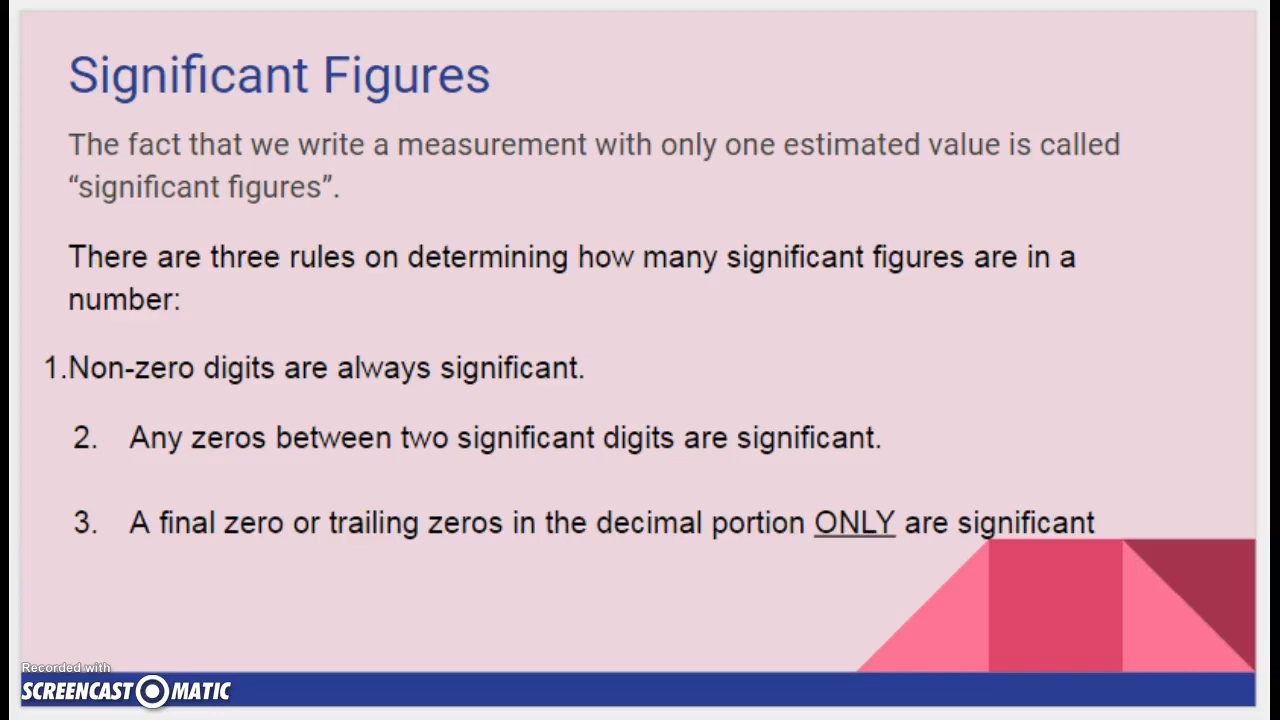 Significant Figures
The fact that we write a measurement with only one estimated value is called
“significant figures”.
There are three rules on determining how many significant figures are in a
number:
1.Non-zero digits are always significant.
2. Any zeros between two significant digits are significant.
3. A final zero or trailing zeros in the decimal portion ONLY are significant
Recorded with
SCREENCAST MATIC